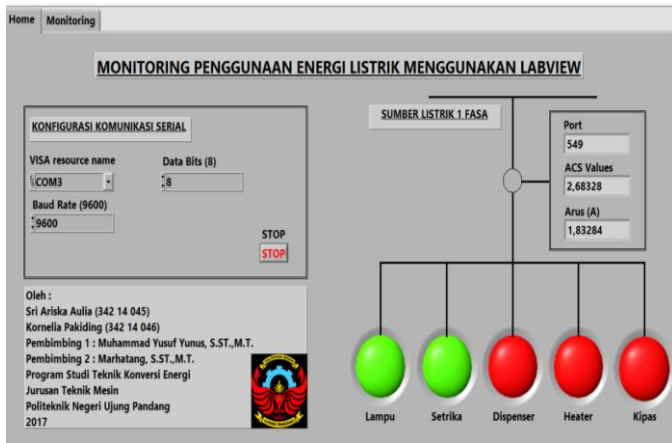 Home Monitoring
MONITORING PENGGUNAAN ENERGI LISTRIK MENGGUNAKAN LABVIEW
KONFIGURASI KOMUNIKASI SERIAL
VISA resource name
COM3
Data Bits (8)
8
Baud Rate (9600)
9600
STOP
STOP
SUMBER LISTRIK 1 FASA
Port
549
ACS Values
2,68328
Arus (A)
1,83284
Oleh :
Sri Ariska Aulia (342 14 045)
Kornelia Pakiding (342 14 046)
Pembimbing 1 : Muhammad Yusuf Yunus, S.ST.,M.T.
Pembimbing 2 : Marhatang, S.ST.,M.T.
Program Studi Teknik Konversi Energi
Jurusan Teknik Mesin
Politeknik Negeri Ujung Pandang
2017
Lampu Setrika Dispenser Heater Kipas